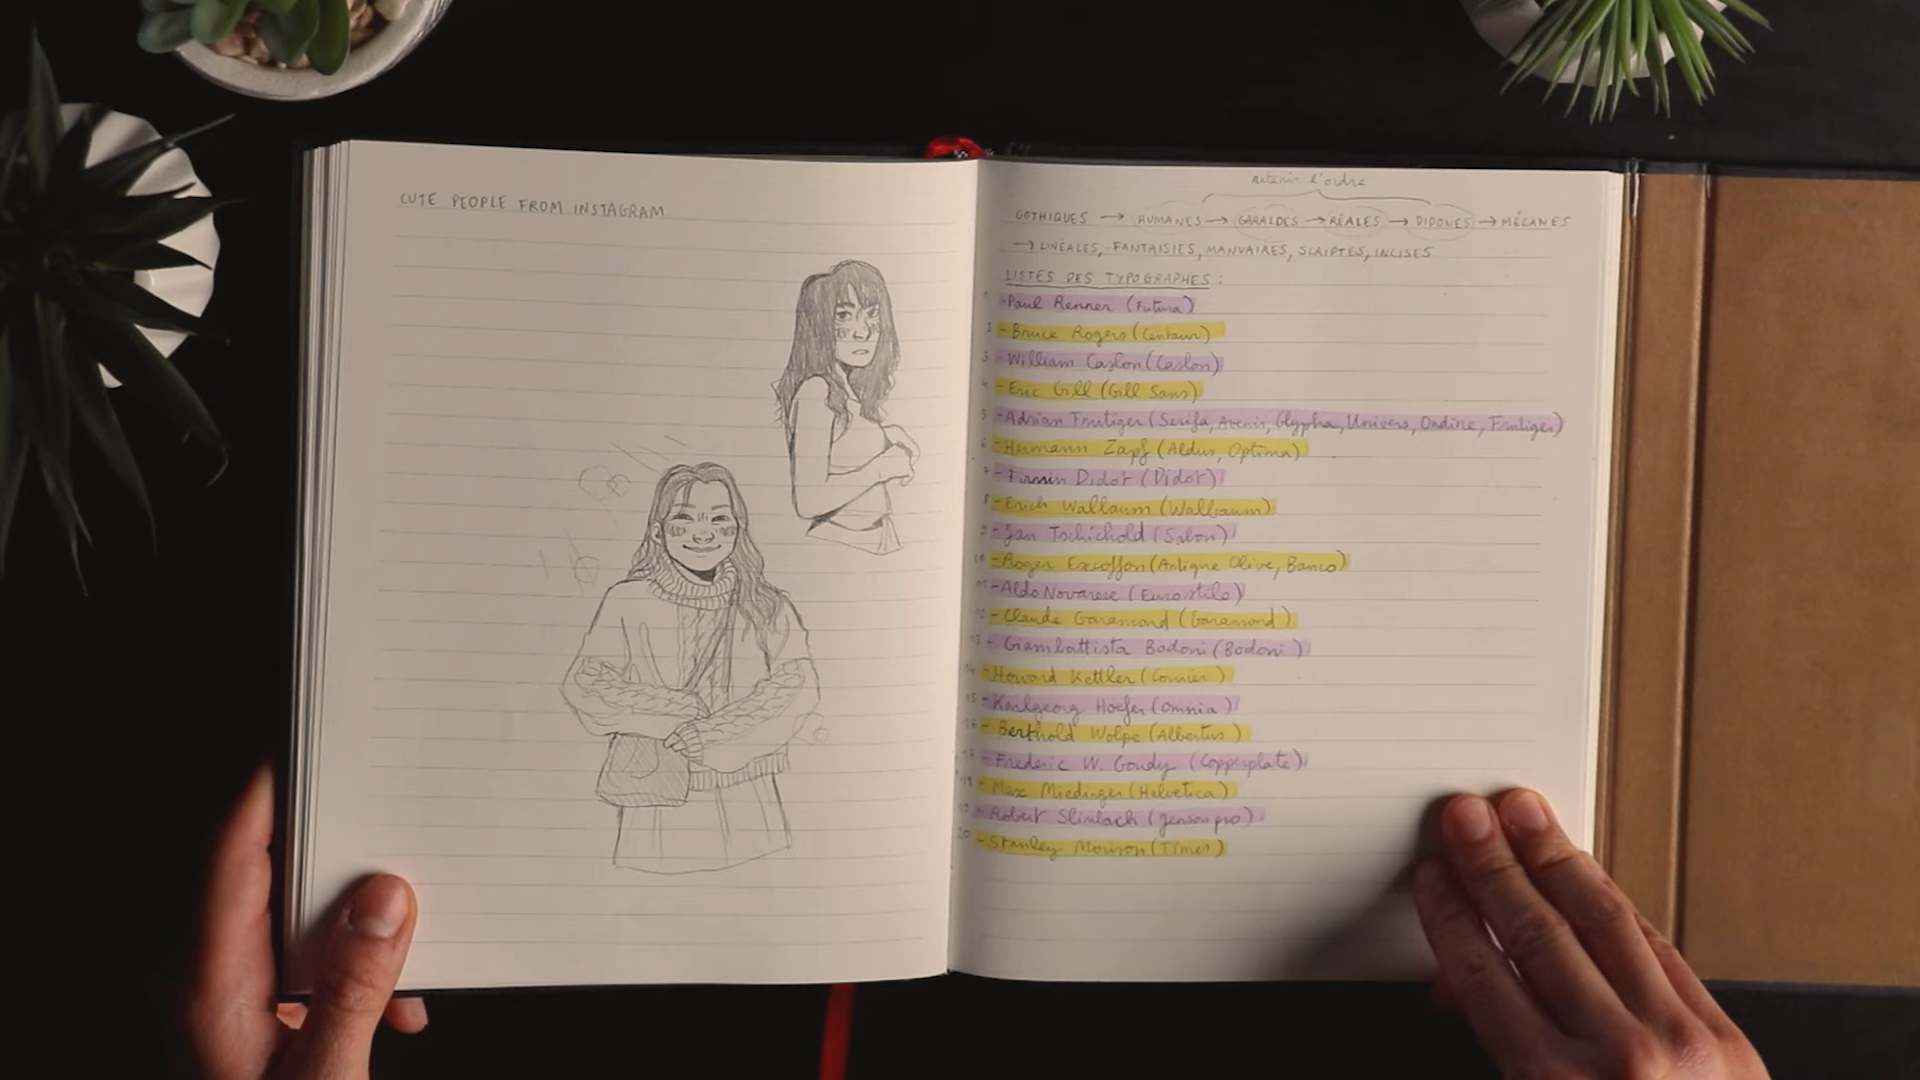 CUTE PEOPLE FROM INSTAGRAM
retenir l'ordre
GOTHIQUES → HUMANES → GARALDES → RÉALES → DIDONES → MÉCANES
→ LINÉALES, FANTAISIES, MANUAIRES, SCRIPTES, INCISES
LISTES DES TYPOGRAPHES :
1 - Paul Renner (Futura)
2 - Bruce Rogers (Centaur)
3 - William Caslon (Caslon)
4 - Eric Gill (Gill Sans)
5 - Adrian Frutiger (Serifa, Avenir, Glypha, Univers, Ondine, Frutiger)
6 - Hermann Zapf (Aldus, Optima)
7 - Firmin Didot (Didot)
8 - Erich Wallaum (Walbaum)
9 - Jan Tschichold (Sabon)
10 - Roger Excoffon (Antique Olive, Banco)
11 - Aldo Novarese (Eurostile)
12 - Claude Garamond (Garamond)
13 - Giambattista Bodoni (Bodoni)
14 - Howard Kettler (Courier)
15 - Karlgeorg Hoefer (Omnia)
16 - Berthold Wolpe (Albertus)
17 - Frederic W. Goudy (Copperplate)
18 - Max Miedinger (Helvetica)
19 - Robert Slimbach (Jenson pro)
20 - Stanley Morison (Times)